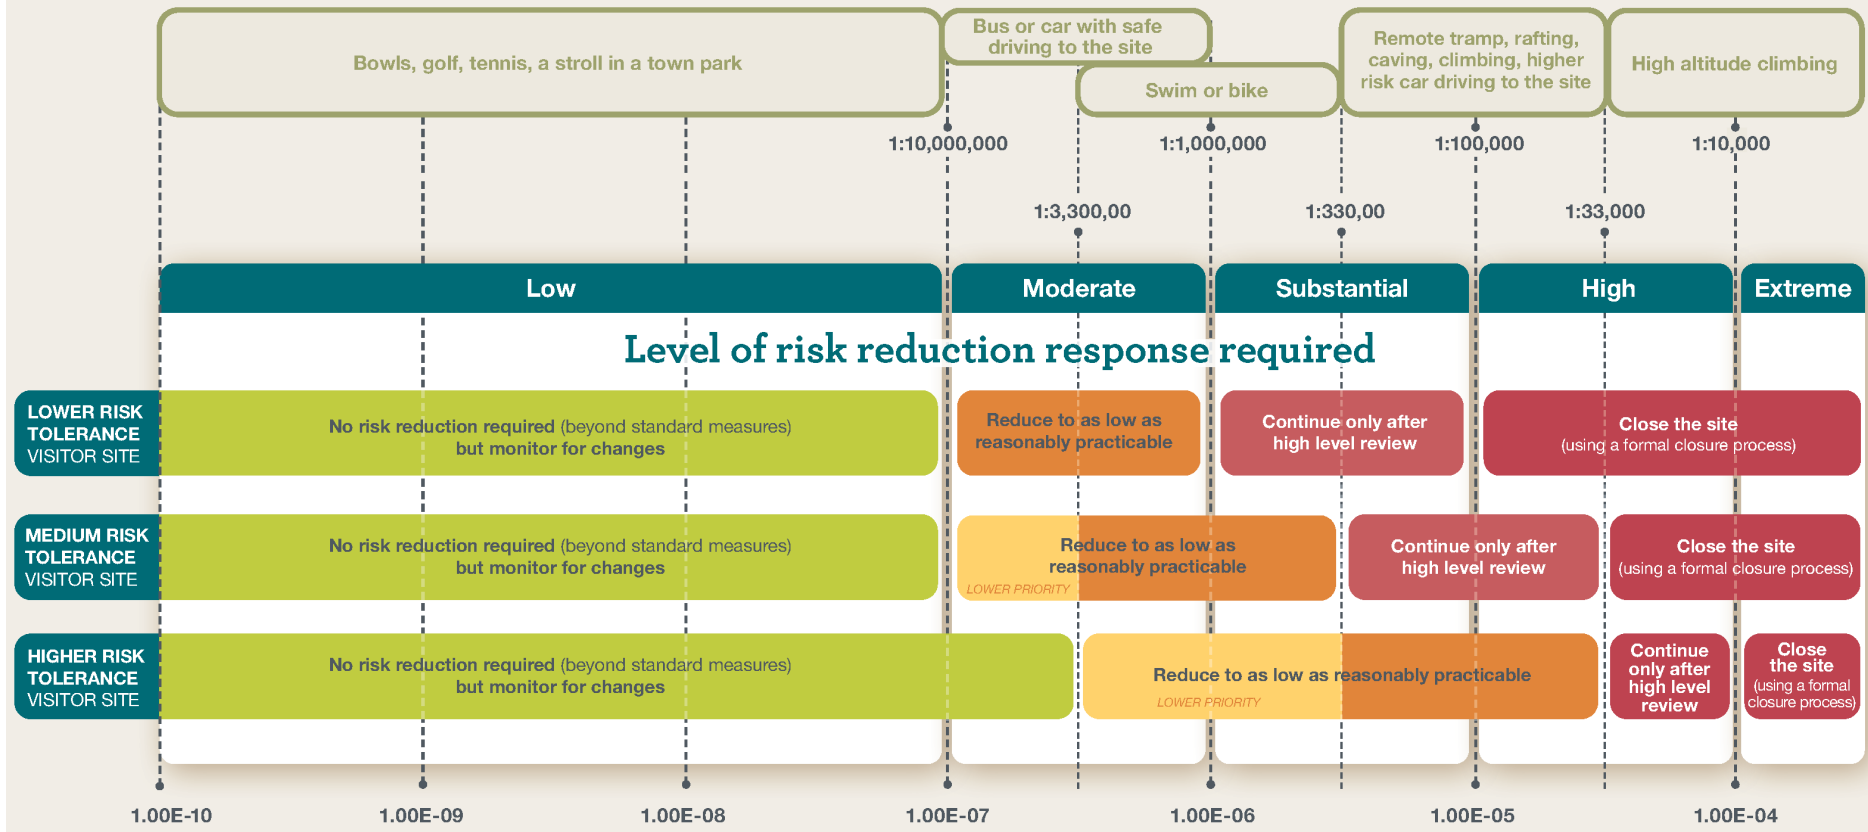 Bowls, golf, tennis, a stroll in a town park
Bus or car with safe
driving to the site
Swim or bike
Remote tramp, rafting,
caving, climbing, higher
risk car driving to the site
High altitude climbing
1:10,000,000
1:1,000,000
1:100,000
1:10,000
1:3,300,00
1:330,00
1:33,000
Low
Moderate
Substantial
High
Extreme
Level of risk reduction response required
LOWER RISK
TOLERANCE
VISITOR SITE
No risk reduction required (beyond standard measures)
but monitor for changes
Reduce to as low as
reasonably practicable
Continue only after
high level review
Close the site
(using a formal closure process)
MEDIUM RISK
TOLERANCE
VISITOR SITE
No risk reduction required (beyond standard measures)
but monitor for changes
Reduce to as low as
reasonably practicable
LOWER PRIORITY
Continue only after
high level review
Close the site
(using a formal closure process)
HIGHER RISK
TOLERANCE
VISITOR SITE
No risk reduction required (beyond standard measures)
but monitor for changes
Reduce to as low as reasonably practicable
LOWER PRIORITY
Continue
only after
high level
review
Close
the site
(using a formal
closure process)
1.00E-10
1.00E-09
1.00E-08
1.00E-07
1.00E-06
1.00E-05
1.00E-04